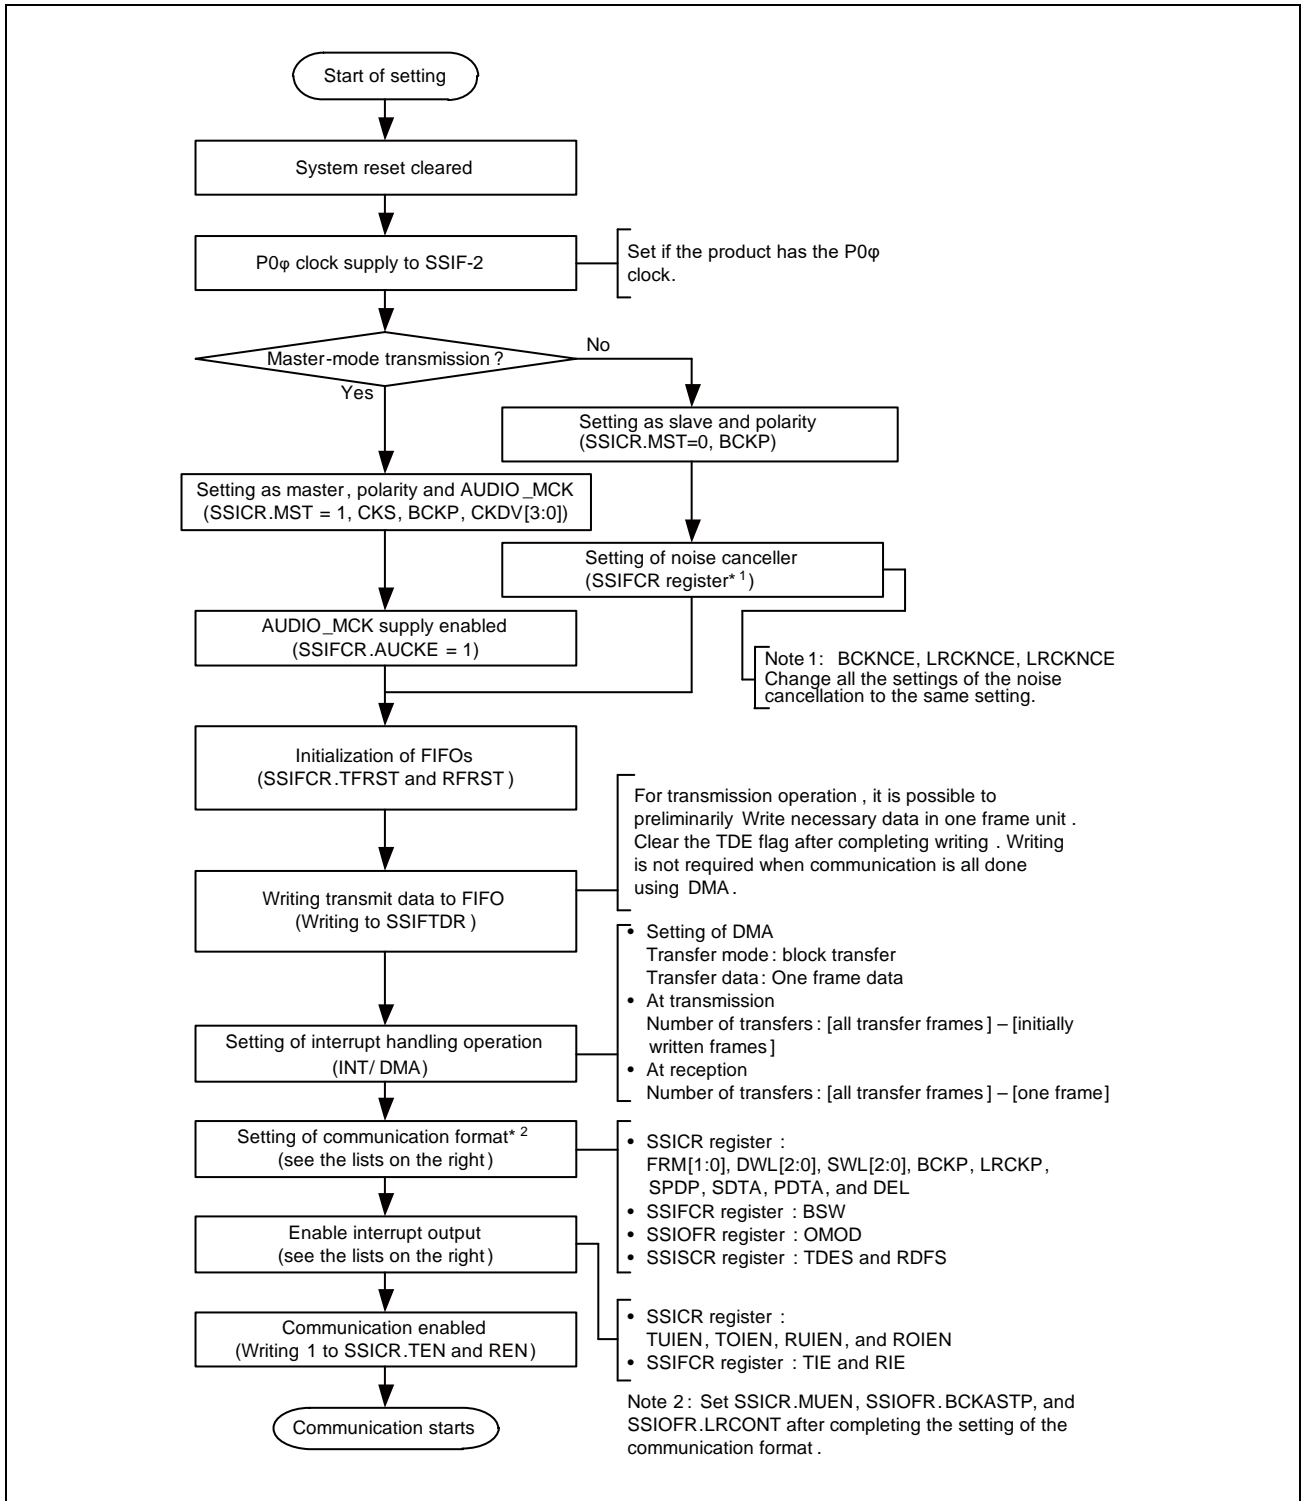 Start of setting
System reset cleared
P0φ clock supply to SSIF-2
Set if the product has the P0φ
clock.
Master-mode transmission ?
No
Yes
Setting as slave and polarity
(SSICR.MST=0, BCKP)
Setting as master, polarity and AUDIO_MCK
(SSICR.MST = 1, CKS, BCKP, CKDV[3:0])
Setting of noise canceller
(SSIFCR register* 1)
AUDIO_MCK supply enabled
(SSIFCR.AUCKE = 1)
Note 1: BCKNCE, LRCKNCE, LRCKNCE
Change all the settings of the noise
cancellation to the same setting.
Initialization of FIFOs
(SSIFCR.TFRST and RFRST)
For transmission operation, it is possible to
preliminarily Write necessary data in one frame unit.
Clear the TDE flag after completing writing. Writing
is not required when communication is all done
using DMA.
Writing transmit data to FIFO
(Writing to SSIFTDR)
• Setting of DMA
Transfer mode: block transfer
Transfer data: One frame data
• At transmission
Number of transfers: [all transfer frames] – [initially
written frames]
• At reception
Number of transfers: [all transfer frames] – [one frame]
Setting of interrupt handling operation
(INT/ DMA)
Setting of communication format* 2
(see the lists on the right)
• SSICR register :
FRM[1:0], DWL[2:0], SWL[2:0], BCKP, LRCKP,
SPDP, SDTA, PDTA, and DEL
• SSIFCR register : BSW
• SSIOFR register : OMOD
• SSISCR register : TDES and RDFS
Enable interrupt output
(see the lists on the right)
• SSICR register :
TUIEN, TOIEN, RUIEN, and ROIEN
• SSIFCR register : TIE and RIE
Communication enabled
(Writing 1 to SSICR.TEN and REN)
Communication starts
Note 2: Set SSICR.MUEN, SSIOFR.BCKASTP, and
SSIOFR.LRCONT after completing the setting of the
communication format.